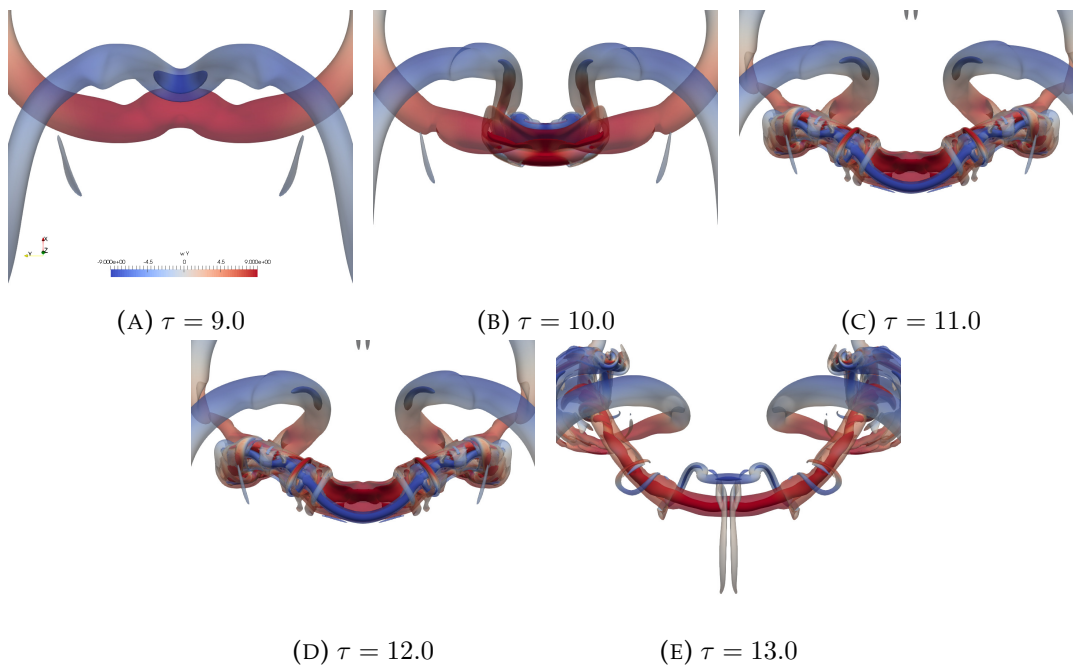 X
Y
Z
w Y
-9.000e+00 -4.5 0 4.5 9.000e+00
(A) τ = 9.0
(B) τ = 10.0
(C) τ = 11.0
(D) τ = 12.0
(E) τ = 13.0